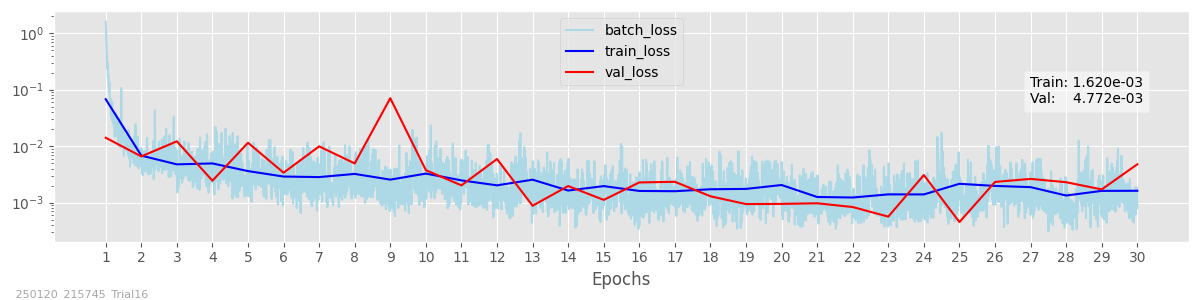 10^0
10^-1
10^-2
10^-3
batch_loss
train_loss
val_loss
Train: 1.620e-03
Val: 4.772e-03
1 2 3 4 5 6 7 8 9 10 11 12 13 14 15 16 17 18 19 20 21 22 23 24 25 26 27 28 29 30
Epochs
250120_215745_Trial16